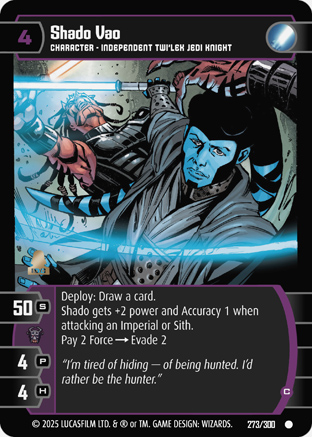 4
Shado Vao
CHARACTER - INDEPENDENT TWI'LEK JEDI KNIGHT
50 S
Deploy: Draw a card.
Shado gets +2 power and Accuracy 1 when
attacking an Imperial or Sith.
Pay 2 Force → Evade 2
4 P
"I'm tired of hiding — of being hunted. I'd
rather be the hunter."
4 H
C
© 2025 LUCASFILM LTD. & ® or TM. GAME DESIGN: WIZARDS.
273/300